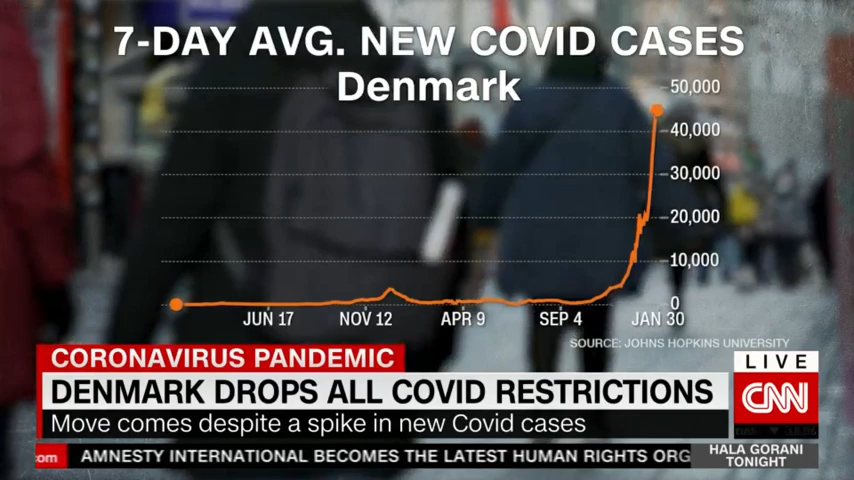 7-DAY AVG. NEW COVID CASES
Denmark
50,000
40,000
30,000
20,000
10,000
0
JUN 17 NOV 12 APR 9 SEP 4 JAN 30
SOURCE: JOHNS HOPKINS UNIVERSITY
CORONAVIRUS PANDEMIC
LIVE
DENMARK DROPS ALL COVID RESTRICTIONS
CNN
Move comes despite a spike in new Covid cases
com AMNESTY INTERNATIONAL BECOMES THE LATEST HUMAN RIGHTS ORG
HALA GORANI
TONIGHT